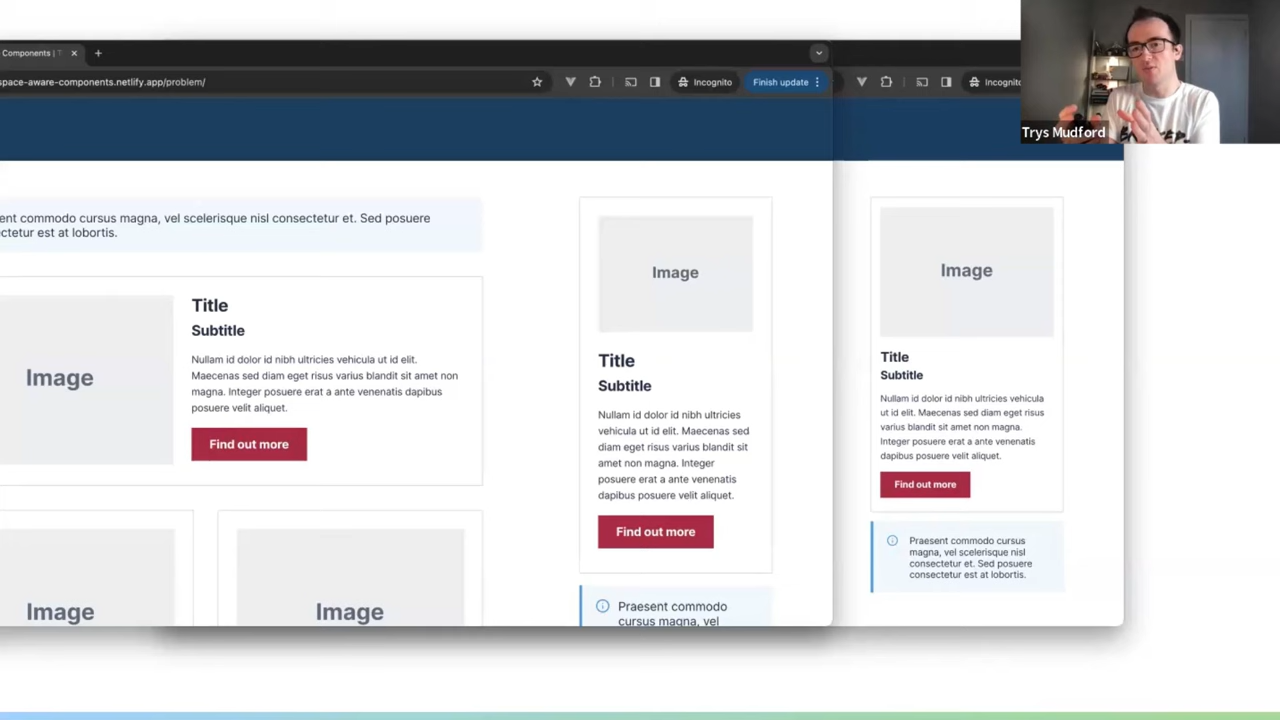 Components | T
space-aware-components.netlify.app/problem/
Incognito
Finish update
Incognito
Trys Mudford
ent commodo cursus magna, vel scelerisque nisl consectetur et. Sed posuere
ectetur est at lobortis.
Image
Title
Subtitle
Nullam id dolor id nibh ultricies vehicula ut id elit.
Maecenas sed diam eget risus varius blandit sit amet non
magna. Integer posuere erat a ante venenatis dapibus
posuere velit aliquet.
Find out more
Image
Image
Image
Title
Subtitle
Nullam id dolor id nibh ultricies
vehicula ut id elit. Maecenas sed
diam eget risus varius blandit sit
amet non magna. Integer
posuere erat a ante venenatis
dapibus posuere velit aliquet.
Find out more
Praesent commodo
cursus magna, vel
Image
Title
Subtitle
Nullam id dolor id nibh ultricies vehicula
ut id elit. Maecenas sed diam eget risus
varius blandit sit amet non magna.
Integer posuere erat a ante venenatis
dapibus posuere velit aliquet.
Find out more
Praesent commodo cursus
magna, vel scelerisque nisl
consectetur et. Sed posuere
consectetur est at lobortis.